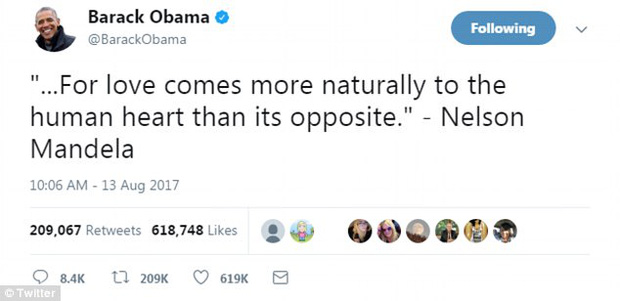 Barack Obama
@BarackObama
Following
"...For love comes more naturally to the
human heart than its opposite." - Nelson
Mandela
10:06 AM - 13 Aug 2017
209,067 Retweets 618,748 Likes
8.4K 209K 619K
© Twitter